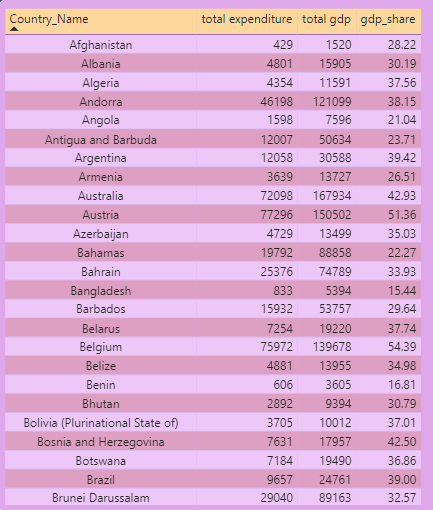 Country_Name total expenditure total gdp gdp_share
Afghanistan 429 1520 28.22
Albania 4801 15905 30.19
Algeria 4354 11591 37.56
Andorra 46198 121099 38.15
Angola 1598 7596 21.04
Antigua and Barbuda 12007 50634 23.71
Argentina 12058 30588 39.42
Armenia 3639 13727 26.51
Australia 72098 167934 42.93
Austria 77296 150502 51.36
Azerbaijan 4729 13499 35.03
Bahamas 19792 88858 22.27
Bahrain 25376 74789 33.93
Bangladesh 833 5394 15.44
Barbados 15932 53757 29.64
Belarus 7254 19220 37.74
Belgium 75972 139678 54.39
Belize 4881 13955 34.98
Benin 606 3605 16.81
Bhutan 2892 9394 30.79
Bolivia (Plurinational State of) 3705 10012 37.01
Bosnia and Herzegovina 7631 17957 42.50
Botswana 7184 19490 36.86
Brazil 9657 24761 39.00
Brunei Darussalam 29040 89163 32.57